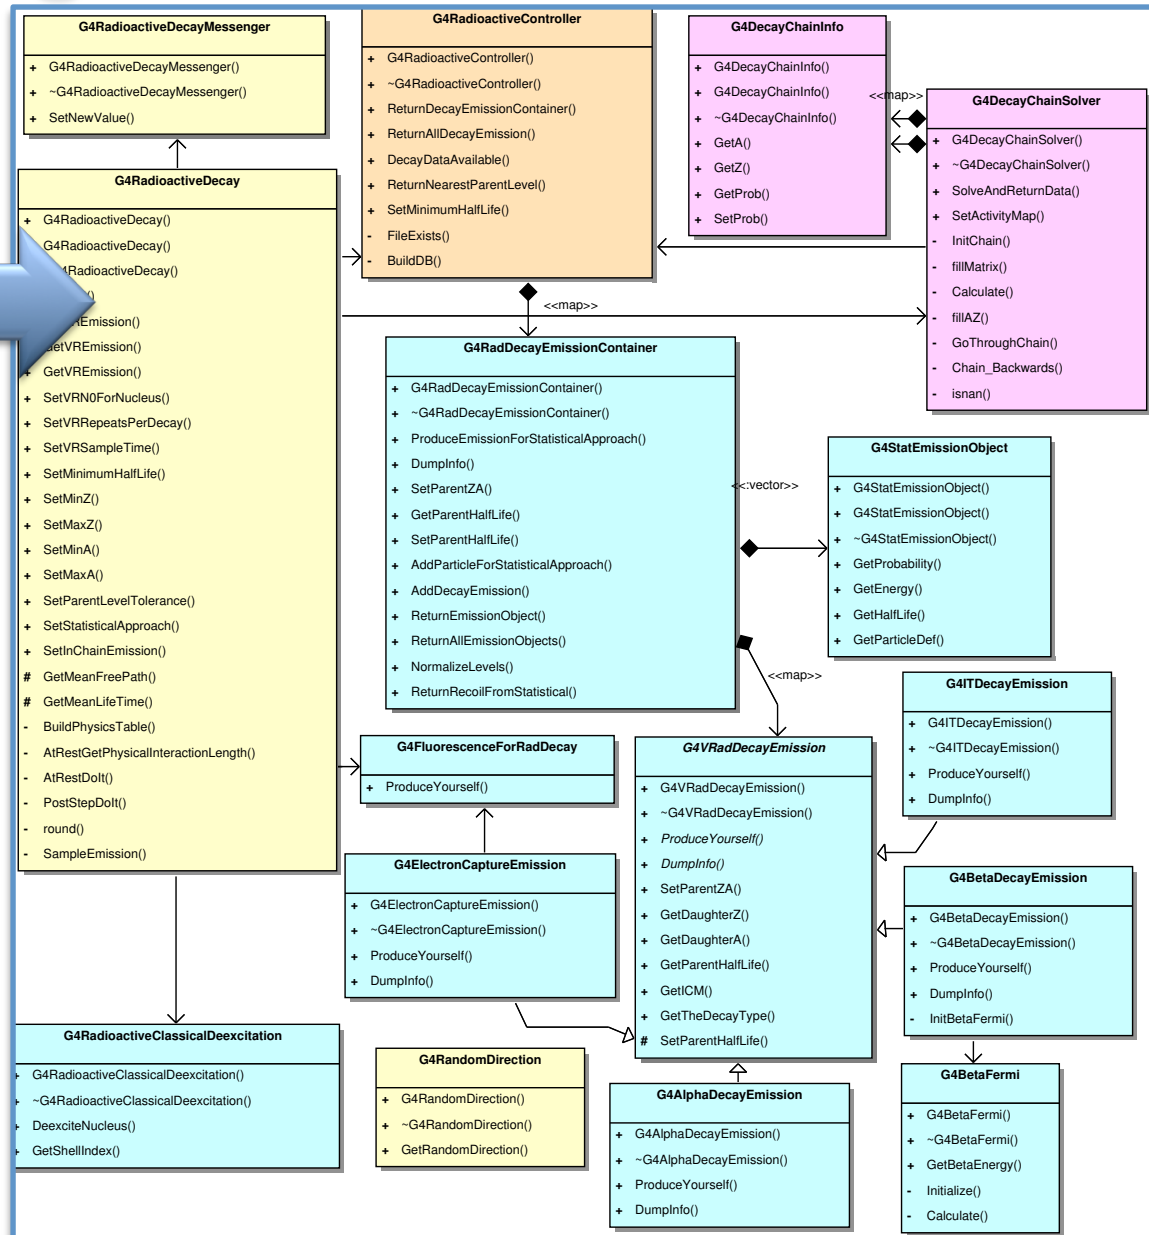 G4RadioactiveDecayMessenger
+ G4RadioactiveDecayMessenger()
+ ~G4RadioactiveDecayMessenger()
+ SetNewValue()
G4RadioactiveController
+ G4RadioactiveController()
+ ~G4RadioactiveController()
+ ReturnDecayEmissionContainer()
+ ReturnAllDecayEmission()
+ DecayDataAvailable()
+ ReturnNearestParentLevel()
+ SetMinimumHalfLife()
- FileExists()
- BuildDB()
G4DecayChainInfo
+ G4DecayChainInfo()
+ G4DecayChainInfo()
+ ~G4DecayChainInfo()
+ GetA()
+ GetZ()
+ GetProb()
+ SetProb()
<<map>>
G4DecayChainSolver
+ G4DecayChainSolver()
+ ~G4DecayChainSolver()
+ SolveAndReturnData()
+ SetActivityMap()
- InitChain()
- fillMatrix()
- Calculate()
- fillAZ()
- GoThroughChain()
- Chain_Backwards()
- isnan()
G4RadioactiveDecay
+ G4RadioactiveDecay()
G4RadioactiveDecay()
4RadioactiveDecay()
()
REmission()
etVREmission()
+ GetVREmission()
+ SetVRN0ForNucleus()
+ SetVRRepeatsPerDecay()
+ SetVRSampleTime()
+ SetMinimumHalfLife()
+ SetMinZ()
+ SetMaxZ()
+ SetMinA()
+ SetMaxA()
+ SetParentLevelTolerance()
+ SetStatisticalApproach()
+ SetInChainEmission()
# GetMeanFreePath()
# GetMeanLifeTime()
- BuildPhysicsTable()
- AtRestGetPhysicalInteractionLength()
- AtRestDoIt()
- PostStepDoIt()
- round()
- SampleEmission()
<<map>>
G4RadDecayEmissionContainer
+ G4RadDecayEmissionContainer()
+ ~G4RadDecayEmissionContainer()
+ ProduceEmissionForStatisticalApproach()
+ DumpInfo()
+ SetParentZA()
+ GetParentHalfLife()
+ SetParentHalfLife()
+ AddParticleForStatisticalApproach()
+ AddDecayEmission()
+ ReturnEmissionObject()
+ ReturnAllEmissionObjects()
+ NormalizeLevels()
+ ReturnRecoilFromStatistical()
<<:vector>>
G4StatEmissionObject
+ G4StatEmissionObject()
+ G4StatEmissionObject()
+ ~G4StatEmissionObject()
+ GetProbability()
+ GetEnergy()
+ GetHalfLife()
+ GetParticleDef()
<<map>>
G4ITDecayEmission
+ G4ITDecayEmission()
+ ~G4ITDecayEmission()
+ ProduceYourself()
+ DumpInfo()
G4FluorescenceForRadDecay
+ ProduceYourself()
G4VRadDecayEmission
+ G4VRadDecayEmission()
+ ~G4VRadDecayEmission()
+ ProduceYourself()
+ DumpInfo()
+ SetParentZA()
+ GetDaughterZ()
+ GetDaughterA()
+ GetParentHalfLife()
+ GetICM()
+ GetTheDecayType()
# SetParentHalfLife()
G4ElectronCaptureEmission
+ G4ElectronCaptureEmission()
+ ~G4ElectronCaptureEmission()
+ ProduceYourself()
+ DumpInfo()
G4BetaDecayEmission
+ G4BetaDecayEmission()
+ ~G4BetaDecayEmission()
+ ProduceYourself()
+ DumpInfo()
- InitBetaFermi()
G4RadioactiveClassicalDeexcitation
+ G4RadioactiveClassicalDeexcitation()
+ ~G4RadioactiveClassicalDeexcitation()
+ DeexciteNucleus()
+ GetShellIndex()
G4RandomDirection
+ G4RandomDirection()
+ ~G4RandomDirection()
+ GetRandomDirection()
G4AlphaDecayEmission
+ G4AlphaDecayEmission()
+ ~G4AlphaDecayEmission()
+ ProduceYourself()
+ DumpInfo()
G4BetaFermi
+ G4BetaFermi()
+ ~G4BetaFermi()
+ GetBetaEnergy()
- Initialize()
- Calculate()